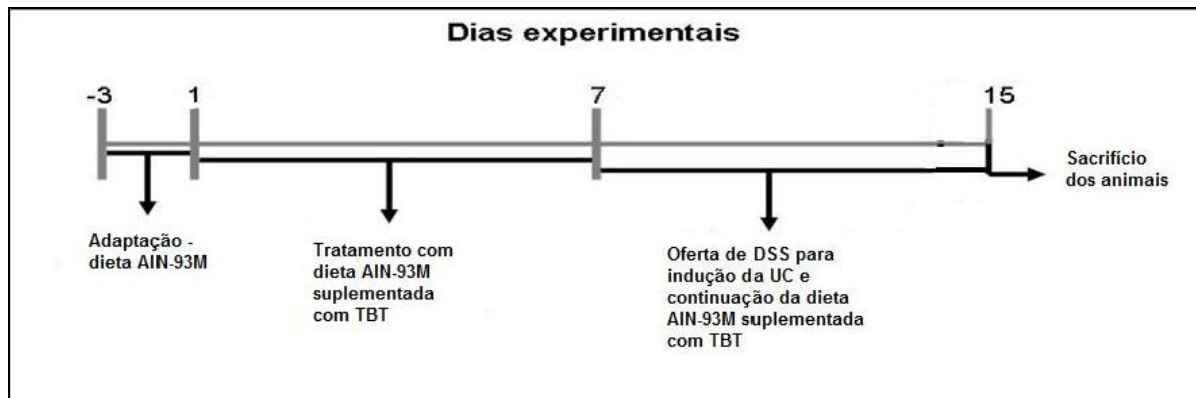 Dias experimentais
-3 1 7 15
Adaptação -
dieta AIN-93M
Tratamento com
dieta AIN-93M
suplementada
com TBT
Oferta de DSS para
indução da UC e
continuação da dieta
AIN-93M suplementada
com TBT
Sacrifício
dos animais